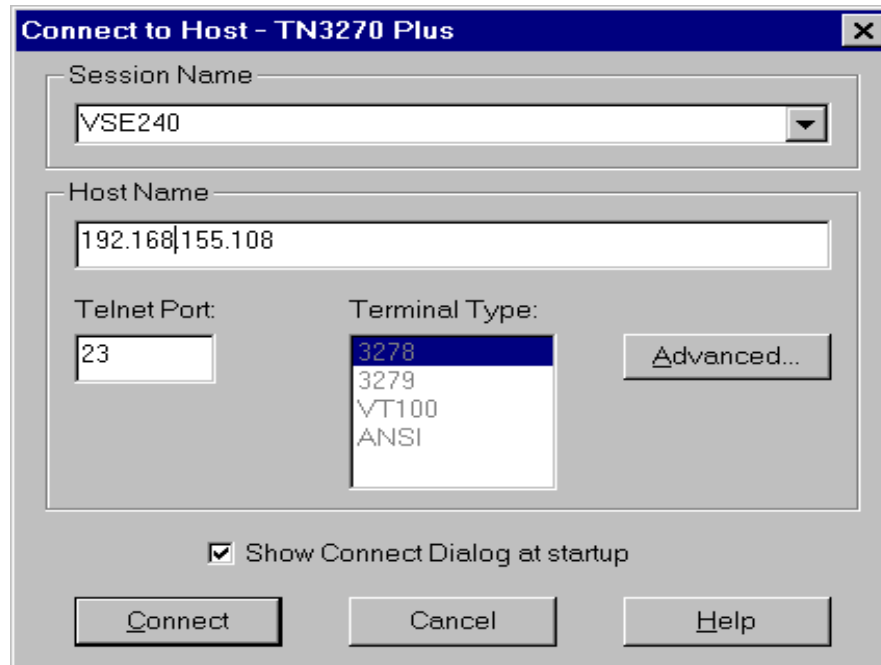 Connect to Host - TN3270 Plus
Session Name
VSE240
Host Name
192.168.155.108
Telnet Port:
Terminal Type:
23
3278
Advanced...
3279
VT100
ANSI
Show Connect Dialog at startup
Connect
Cancel
Help